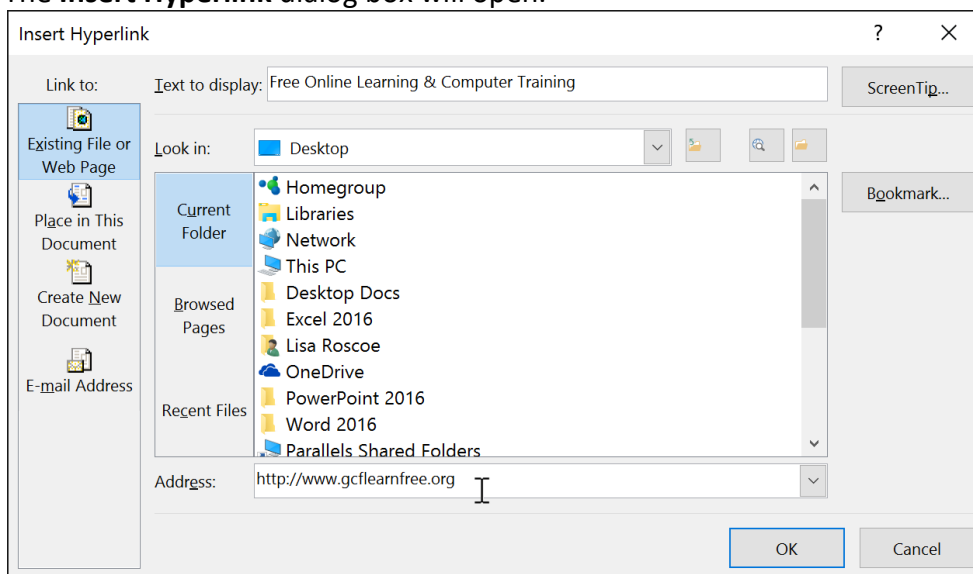 The Insert Hyperlink dialog box will open.
Insert Hyperlink ?
Link to:
Text to display: Free Online Learning & Computer Training
ScreenTip...
Existing File or
Web Page
Look in: Desktop
Place in This
Document
Current
Folder
Homegroup
Libraries
Network
This PC
Bookmark...
Create New
Document
Browsed
Pages
Desktop Docs
Excel 2016
Lisa Roscoe
OneDrive
E-mail Address
Recent Files
PowerPoint 2016
Word 2016
Parallels Shared Folders
Address: http://www.gcflearnfree.org
OK
Cancel